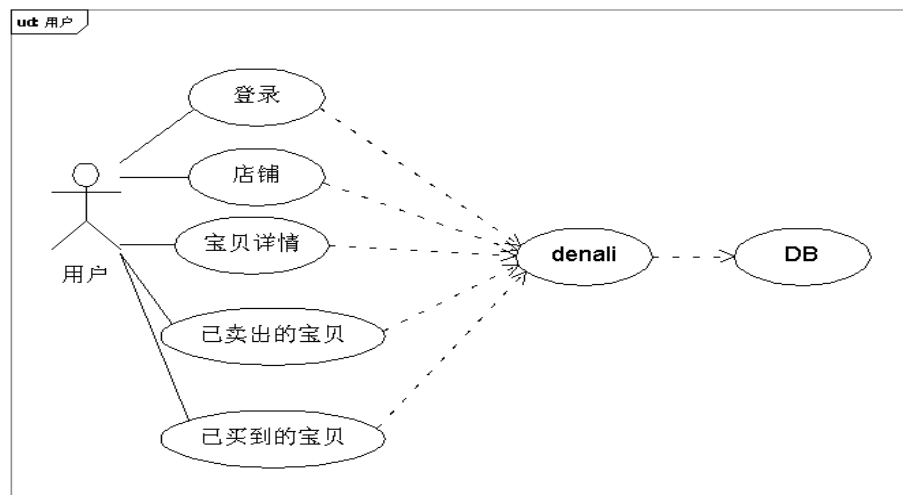 ud: 用户
登录
店铺
宝贝详情
用户
已卖出的宝贝
已买到的宝贝
denali
DB